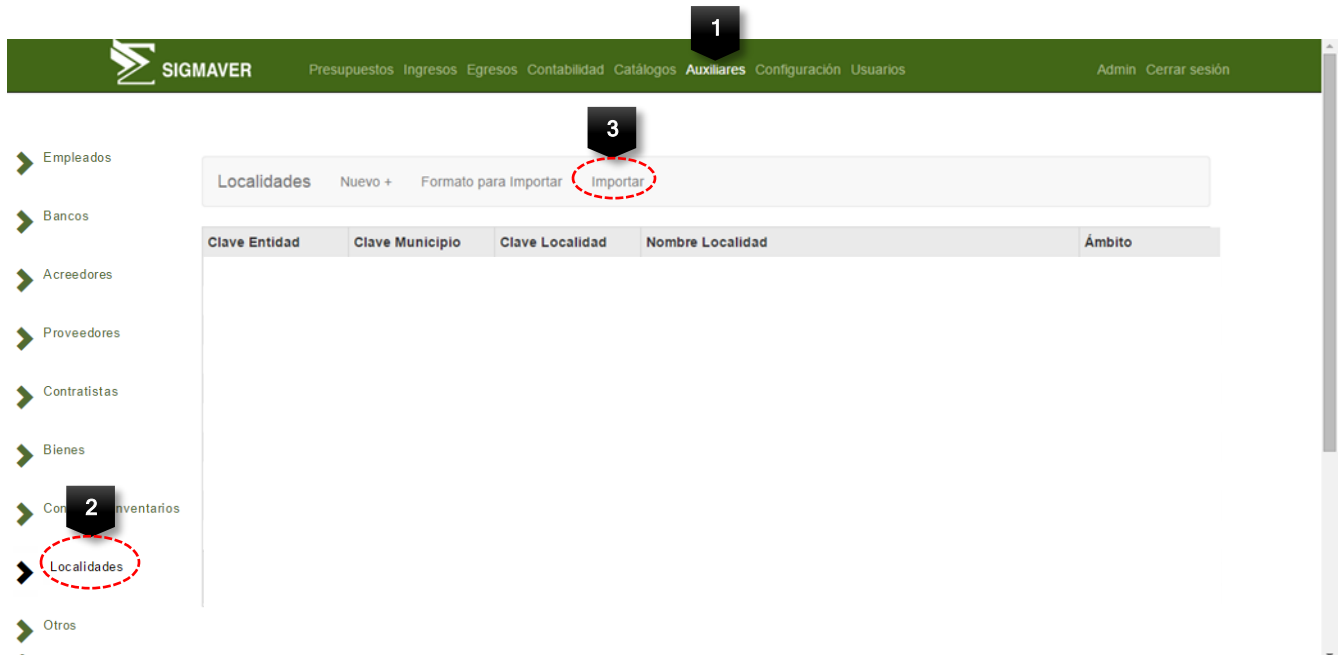 1
SIGMAVER Presupuestos Ingresos Egresos Contabilidad Catálogos Auxiliares Configuración Usuarios Admin Cerrar sesión
3
Empleados
Localidades Nuevo + Formato para Importar Importar
Bancos
Clave Entidad Clave Municipio Clave Localidad Nombre Localidad Ámbito
Acreedores
Proveedores
Contratistas
Bienes
2
Localidades
Otros